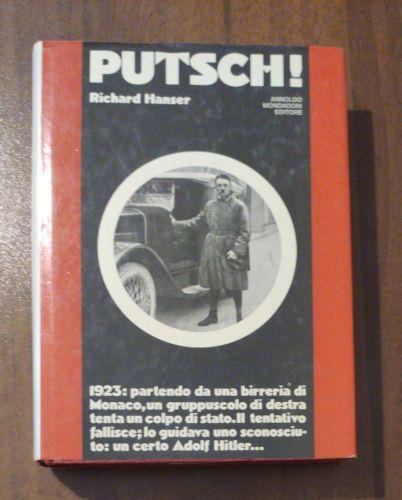 PUTSCH!
Richard Hanser
ARNOLDO
MONDADORI
EDITORE
1923: partendo da una birreria di
Monaco, un gruppuscolo di destra
tenta un colpo di stato. Il tentativo
fallisce; lo guidava uno sconosciu-
to: un certo Adolf Hitler...